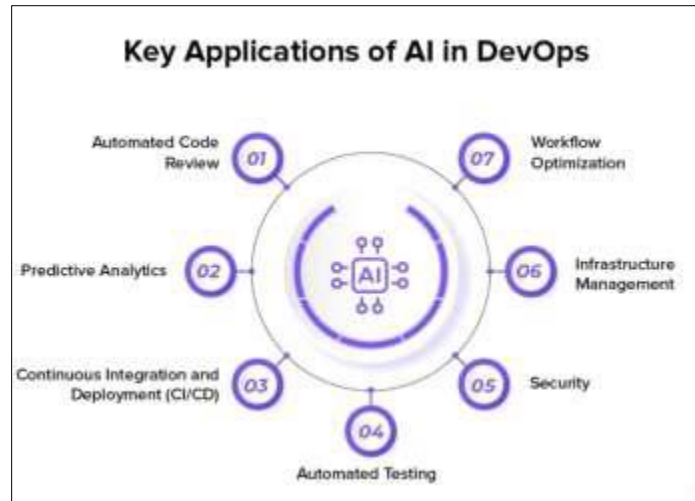 Key Applications of AI in DevOps
01
Automated Code
Review
02
Predictive Analytics
03
Continuous Integration and
Deployment (CI/CD)
04
Automated Testing
05
Security
06
Infrastructure
Management
07
Workflow
Optimization
AI